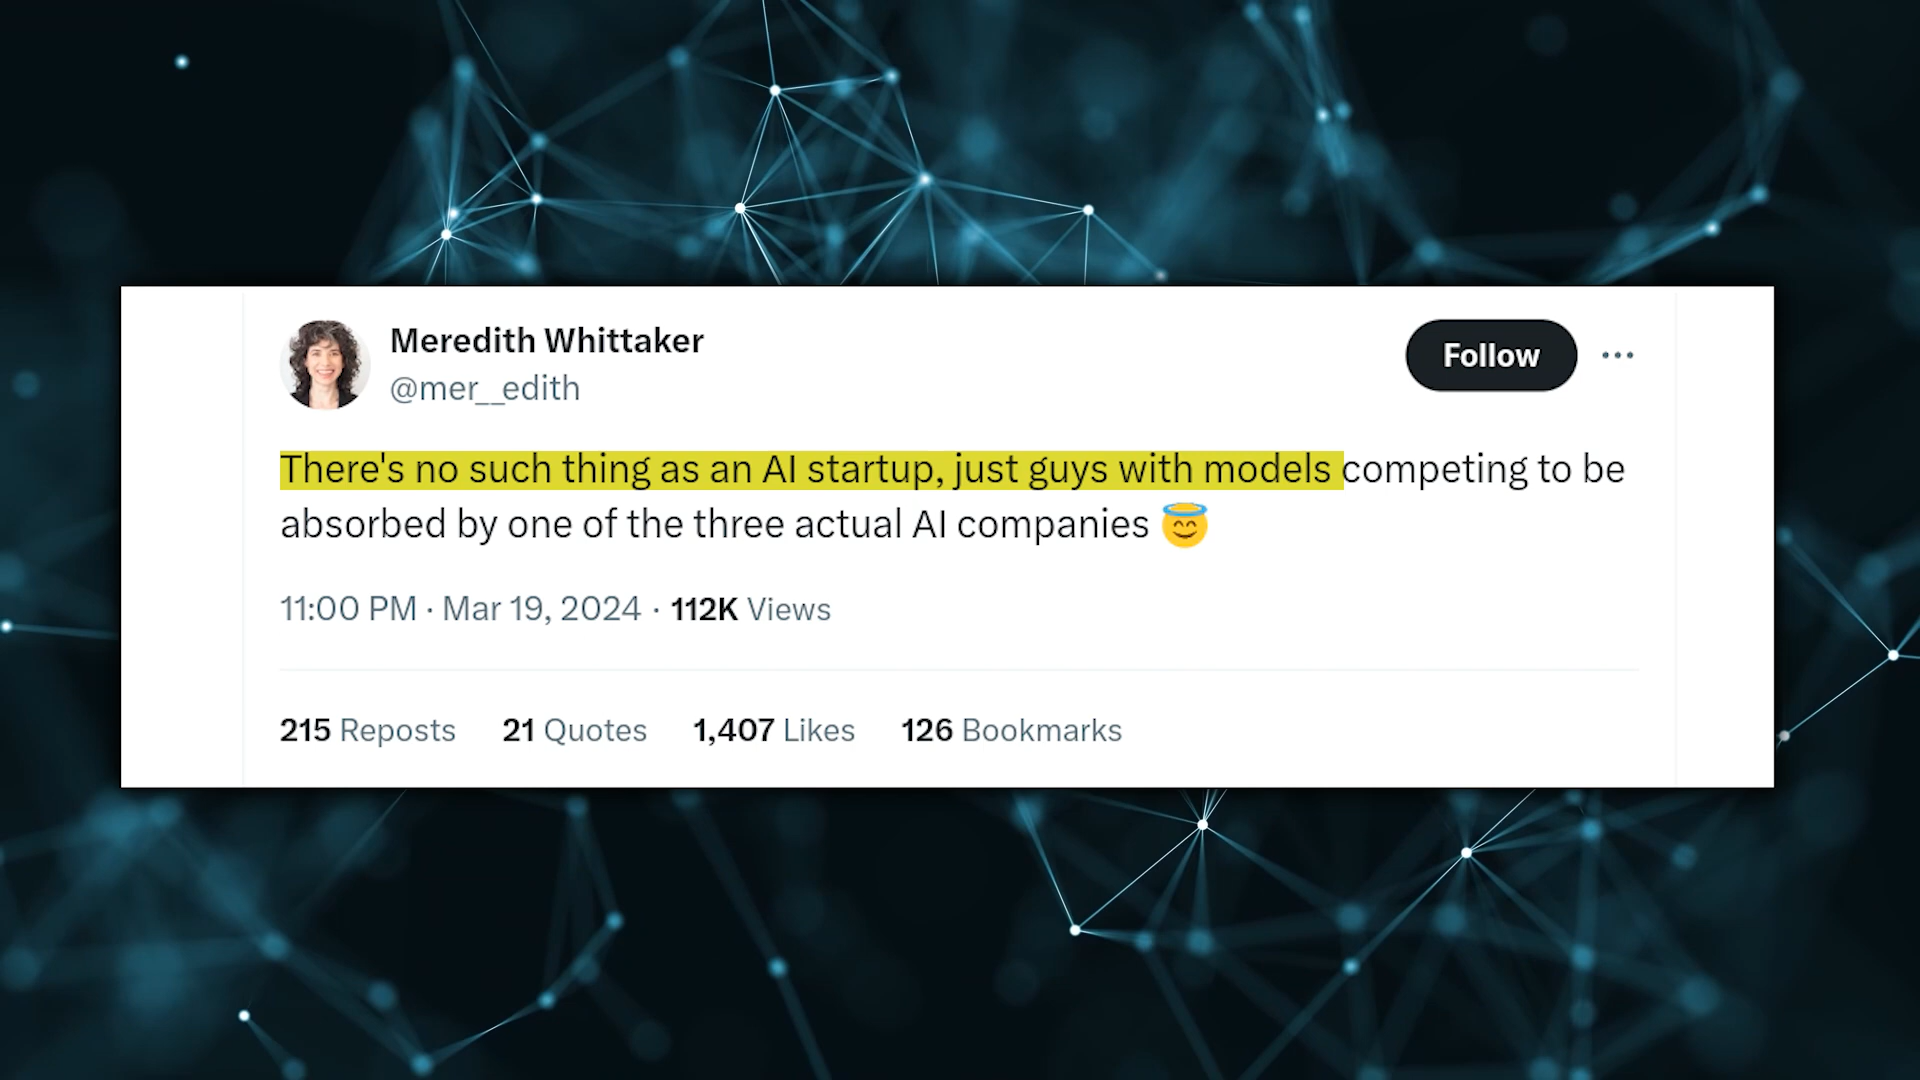 Meredith Whittaker
Follow
@mer__edith
There's no such thing as an AI startup, just guys with models competing to be
absorbed by one of the three actual AI companies 😇
11:00 PM · Mar 19, 2024 · 112K Views
215 Reposts 21 Quotes 1,407 Likes 126 Bookmarks